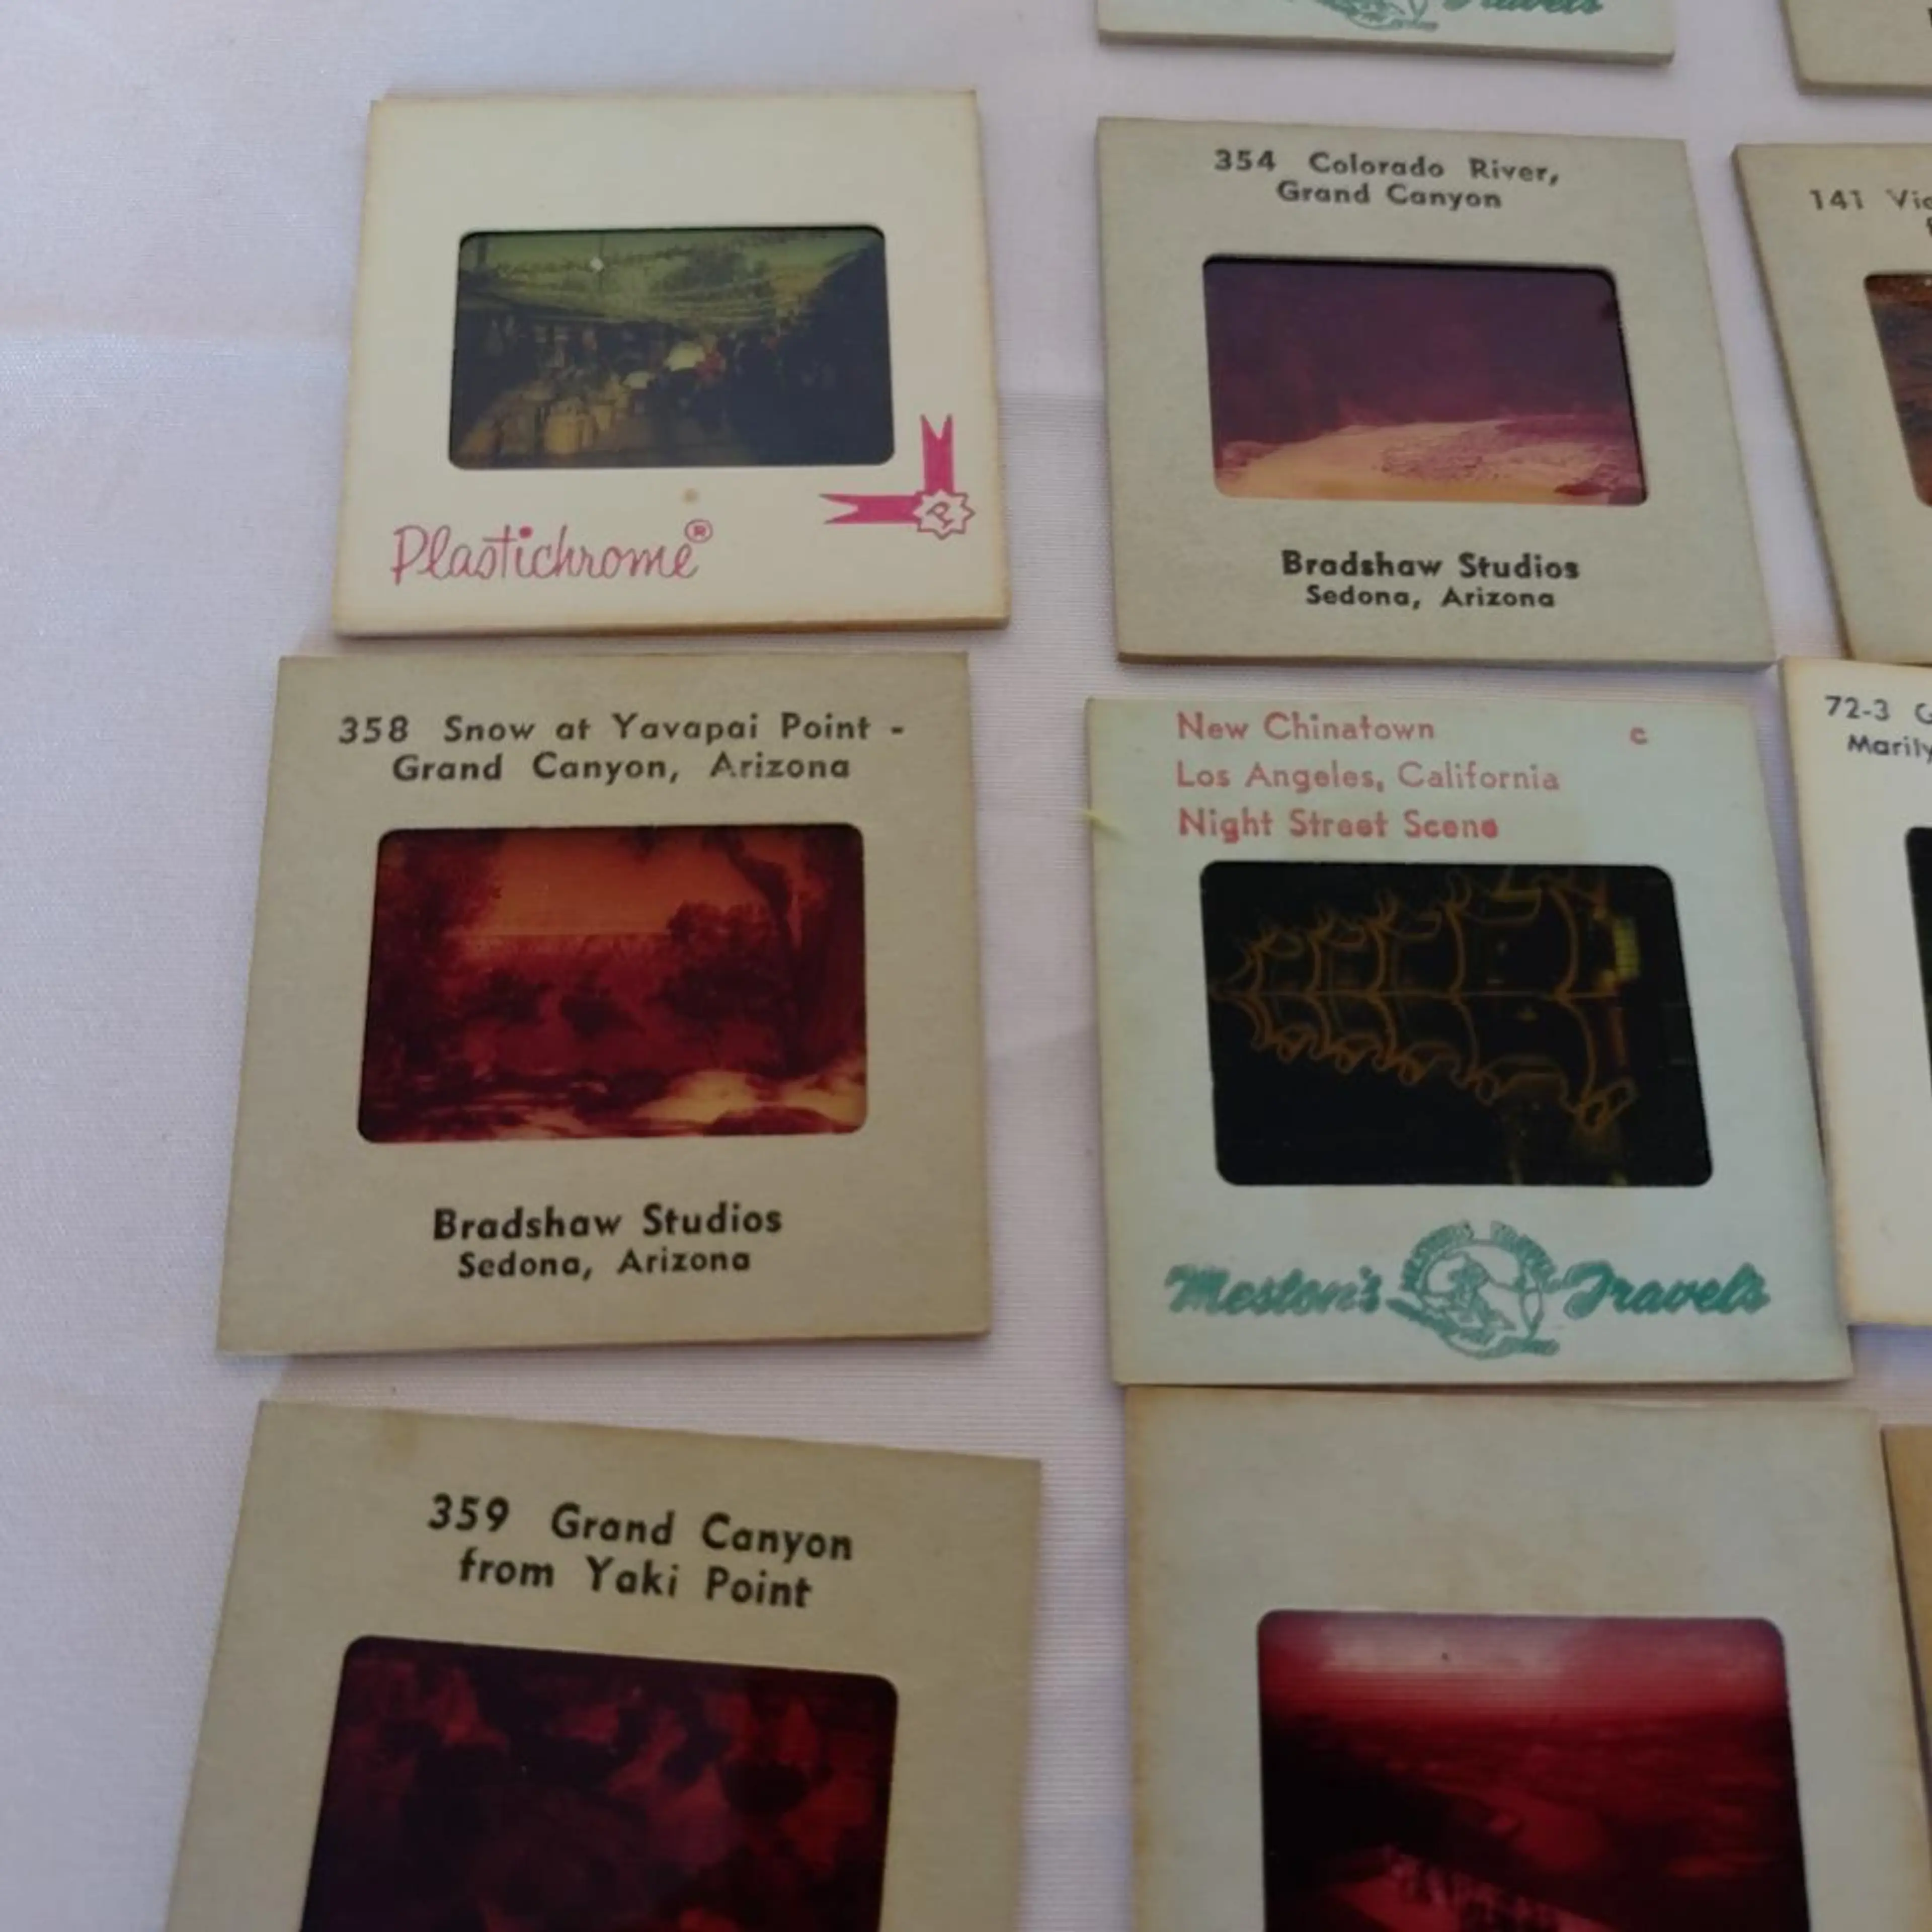 Travels
354 Colorado River,
Grand Canyon
Bradshaw Studios
Sedona, Arizona
141
Plastichrome®
P
358 Snow at Yavapai Point -
Grand Canyon, Arizona
Bradshaw Studios
Sedona, Arizona
New Chinatown c
Los Angeles, California
Night Street Scene
Meston's Travels
72-3 G
Marily
359 Grand Canyon
from Yaki Point